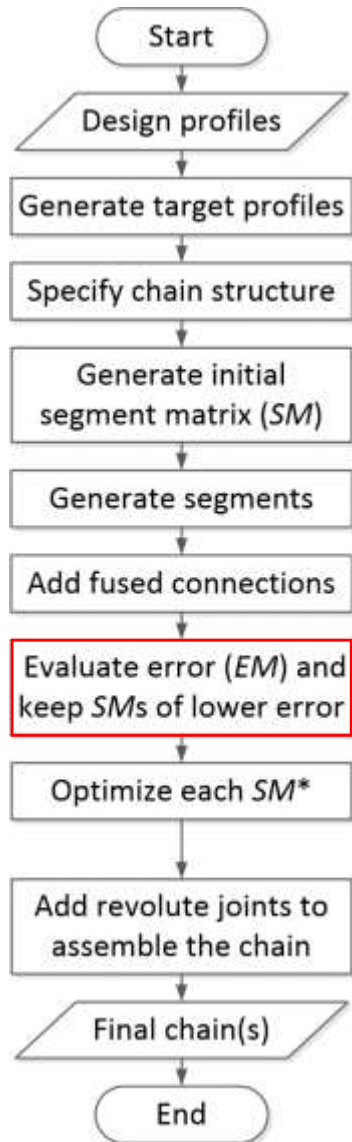 Start
Design profiles
Generate target profiles
Specify chain structure
Generate initial
segment matrix (SM)
Generate segments
Add fused connections
Evaluate error (EM) and
keep SMs of lower error
Optimize each SM*
Add revolute joints to
assemble the chain
Final chain(s)
End